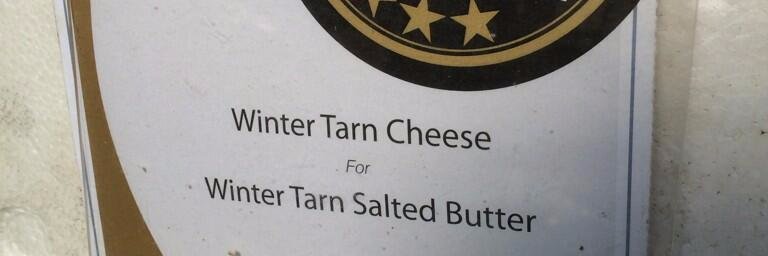 Winter Tarn Cheese
For
Winter Tarn Salted Butter